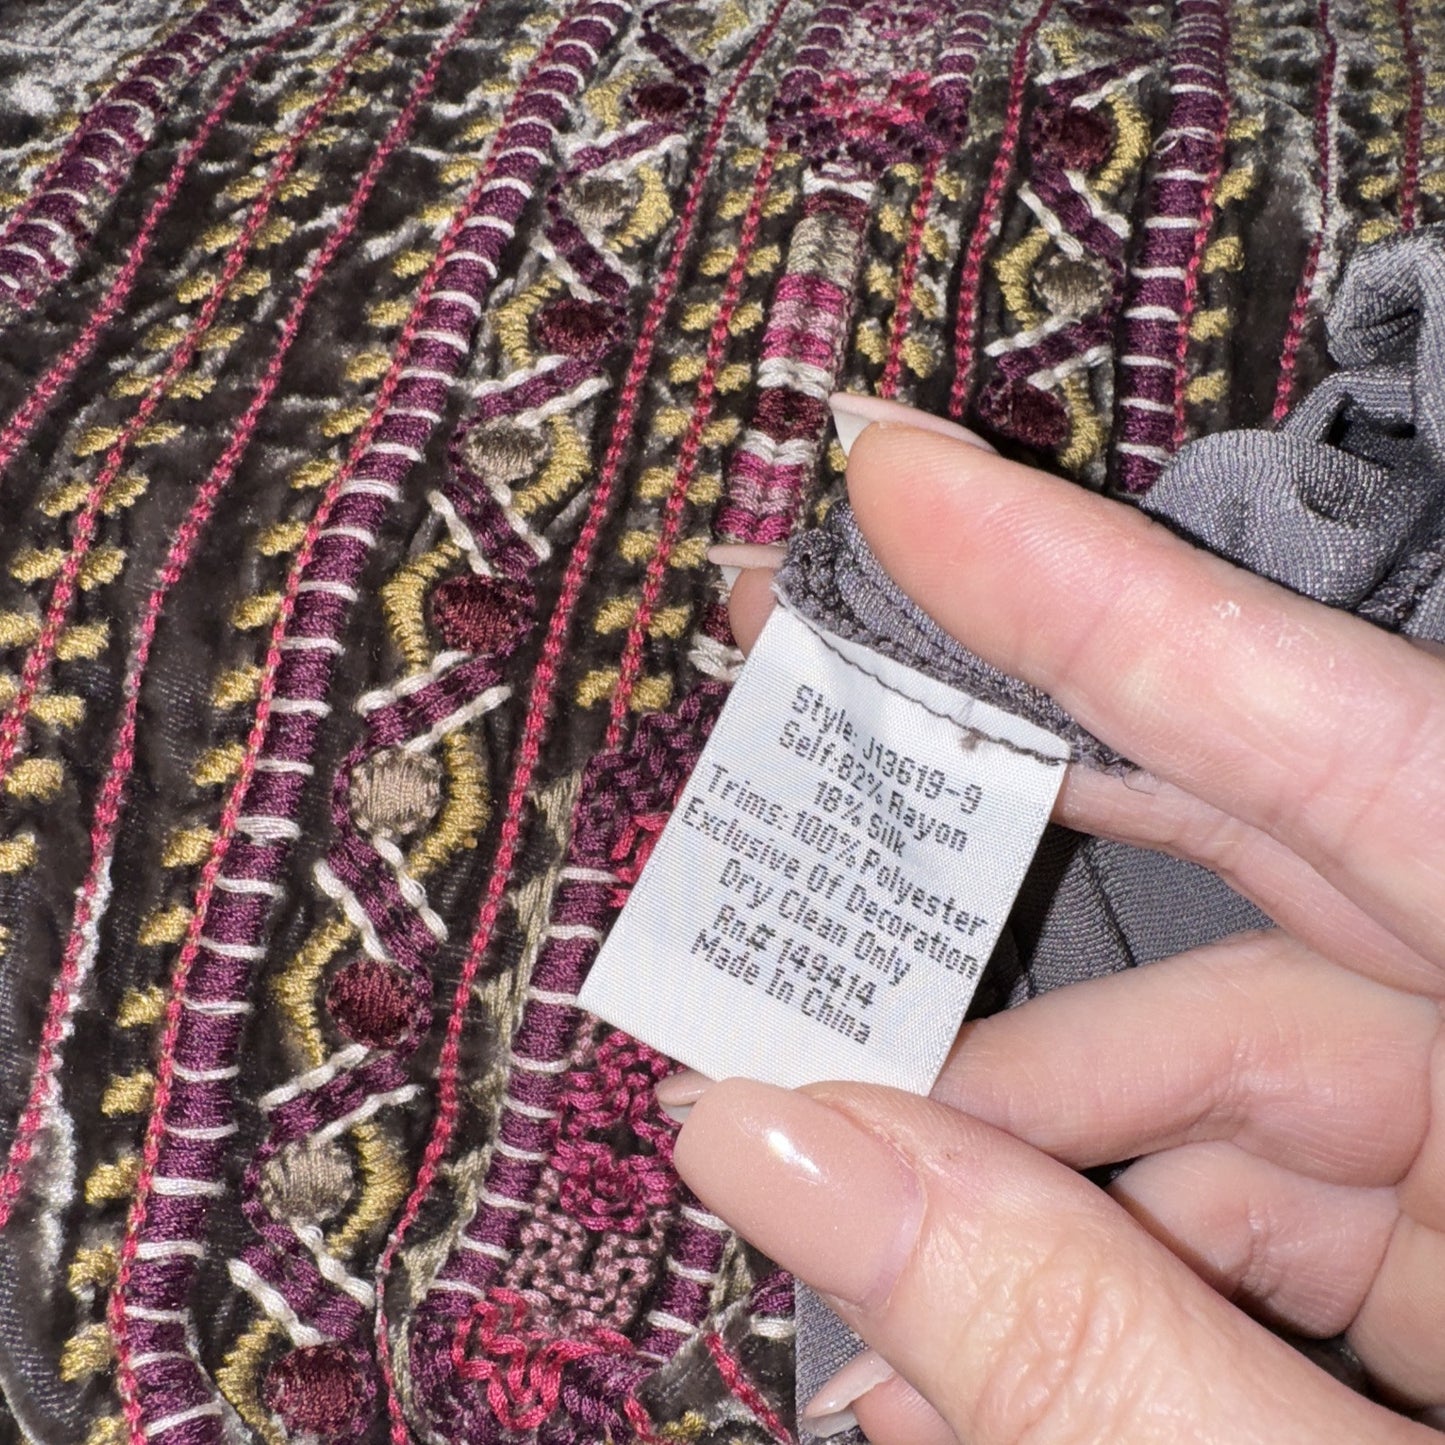 Style: J13619-9
Self:82% Rayon
18% Silk
Trims: 100% Polyester
Exclusive Of Decoration
Dry Clean Only
Rn# 149414
Made In China